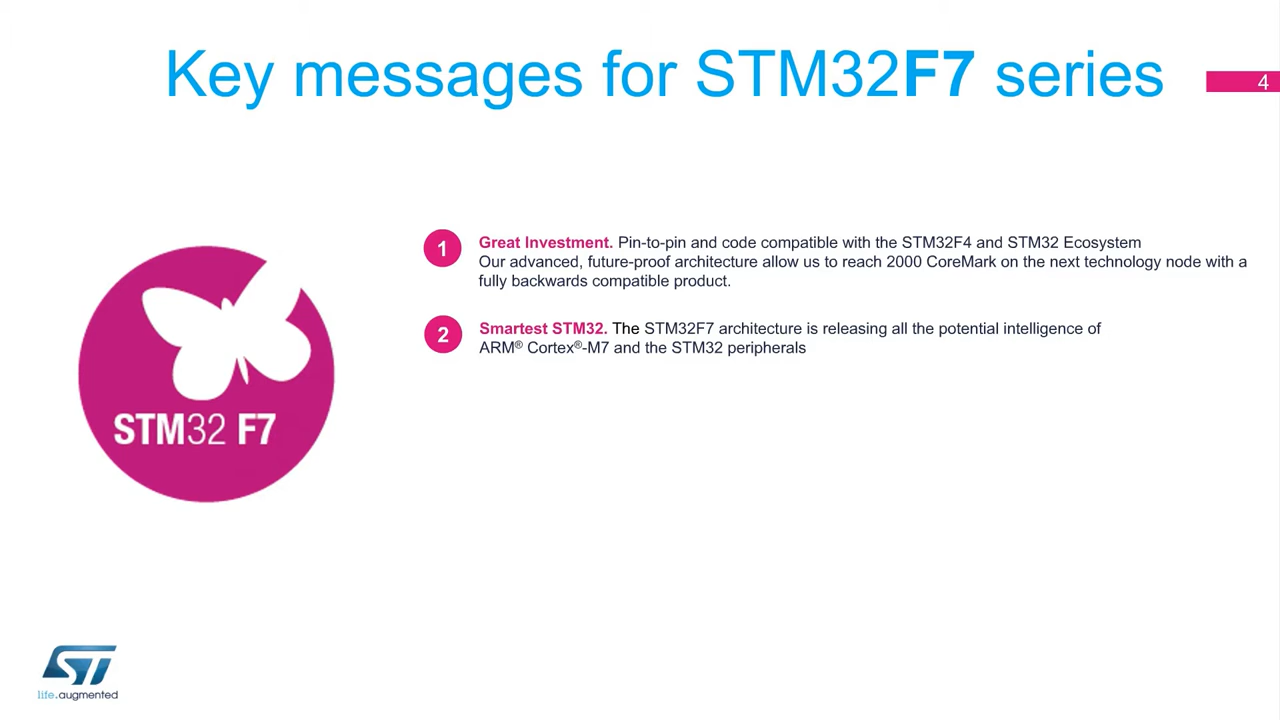 Key messages for STM32F7 series
4
1
Great Investment. Pin-to-pin and code compatible with the STM32F4 and STM32 Ecosystem
Our advanced, future-proof architecture allow us to reach 2000 CoreMark on the next technology node with a
fully backwards compatible product.
2
Smartest STM32. The STM32F7 architecture is releasing all the potential intelligence of
ARM® Cortex®-M7 and the STM32 peripherals
STM32 F7
ST
life.augmented